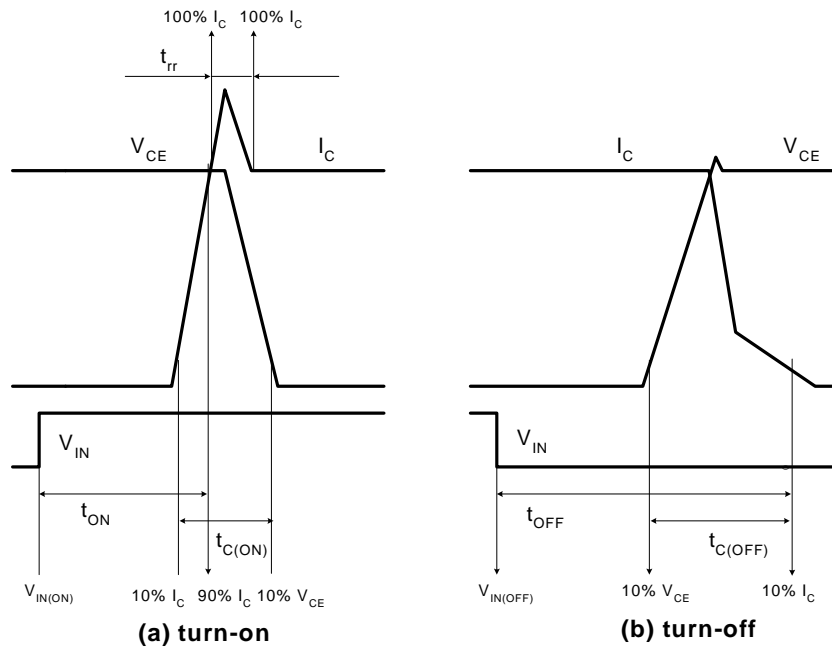 100% I_C 100% I_C
t_rr
V_CE I_C I_C V_CE
V_IN V_IN
t_ON t_OFF
t_C(ON) t_C(OFF)
V_IN(ON) 10% I_C 90% I_C 10% V_CE V_IN(OFF) 10% V_CE 10% I_C
(a) turn-on (b) turn-off